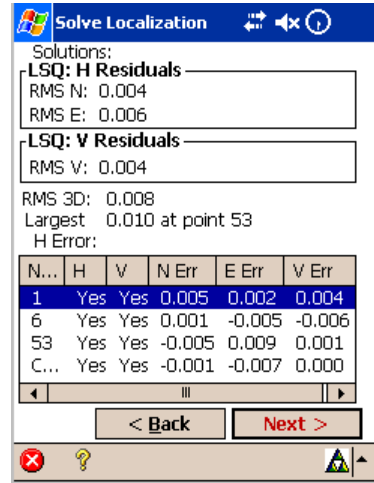 Solve Localization
Solutions:
LSQ: H Residuals
RMS N: 0.004
RMS E: 0.006
LSQ: V Residuals
RMS V: 0.004
RMS 3D: 0.008
Largest 0.010 at point 53
H Error:
N... H V N Err E Err V Err
1 Yes Yes 0.005 0.002 0.004
6 Yes Yes 0.001 -0.005 -0.006
53 Yes Yes -0.005 0.009 0.001
C... Yes Yes -0.001 -0.007 0.000
< Back Next >